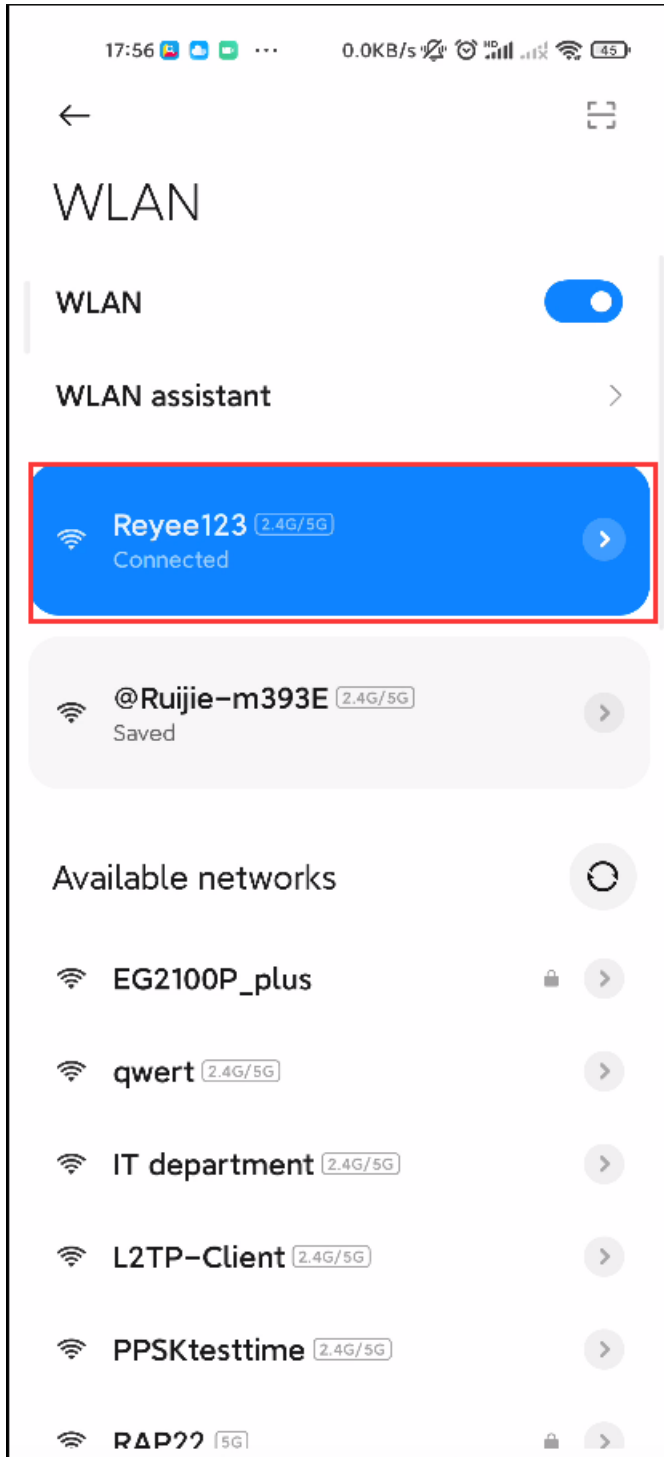 17:56 ... 0.0KB/s HD 45
WLAN
WLAN
WLAN assistant
Reyee123 2.4G/5G
Connected
@Ruijie-m393E 2.4G/5G
Saved
Available networks
EG2100P_plus
qwert 2.4G/5G
IT department 2.4G/5G
L2TP-Client 2.4G/5G
PPSKtesttime 2.4G/5G
RAP22 5G